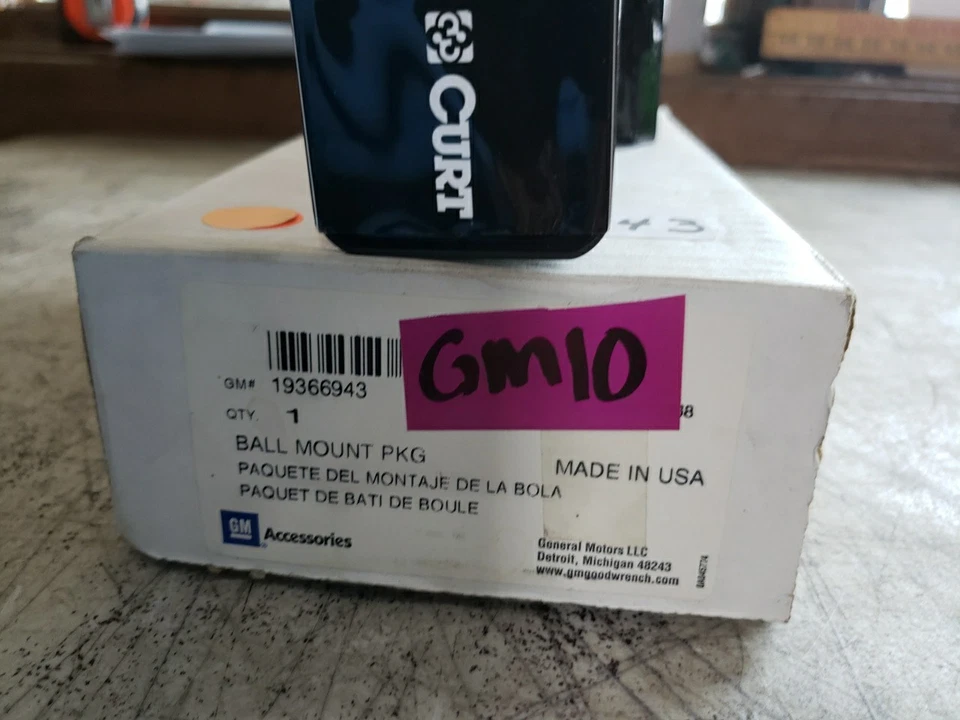 CURT
43
GM10
GM# 19366943
QTY. 1
BALL MOUNT PKG
PAQUETE DEL MONTAJE DE LA BOLA
PAQUET DE BATI DE BOULE
MADE IN USA
GM Accessories
General Motors LLC
Detroit, Michigan 48243
www.gmgoodwrench.com